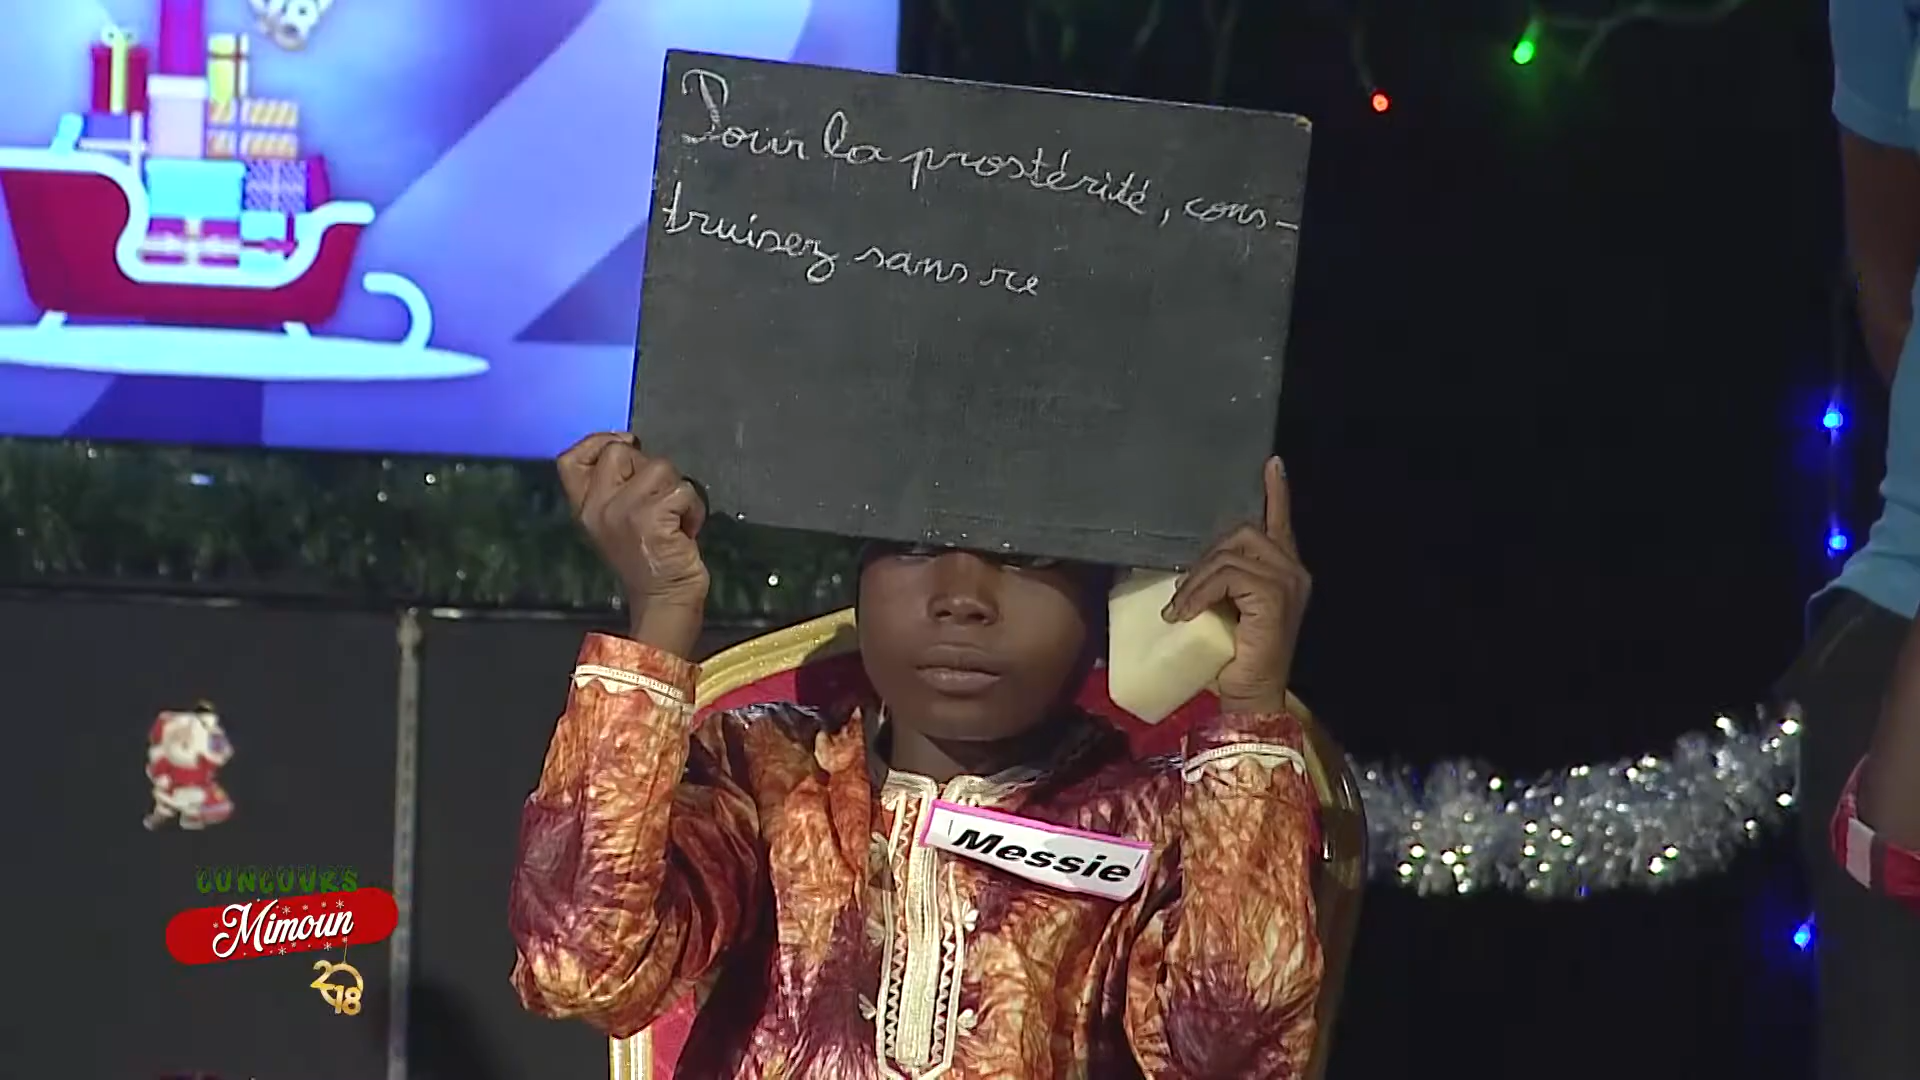 Pour la prostérité, cons-
truisez sans re
Messie
CONCOURS
Mimoun
2018